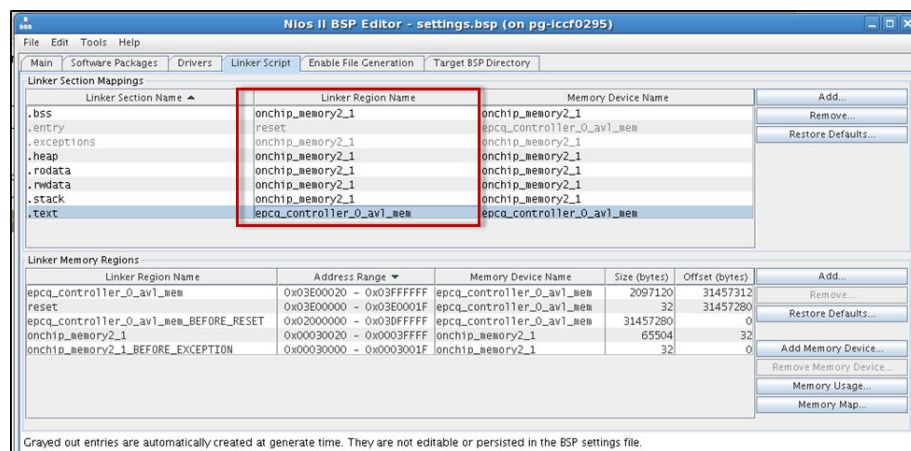 Nios II BSP Editor - settings.bsp (on pg-iccf0295)
File Edit Tools Help
Main Software Packages Drivers Linker Script Enable File Generation Target BSP Directory
Linker Section Mappings
Linker Section Name Linker Region Name Memory Device Name Add...
.bss onchip_memory2_1 onchip_memory2_1 Remove...
.entry reset epcq_controller_0_avl_mem Restore Defaults...
.exceptions onchip_memory2_1 onchip_memory2_1
.heap onchip_memory2_1 onchip_memory2_1
.rodata onchip_memory2_1 onchip_memory2_1
.rwdata onchip_memory2_1 onchip_memory2_1
.stack onchip_memory2_1 onchip_memory2_1
.text epcq_controller_0_avl_mem epcq_controller_0_avl_mem
Linker Memory Regions
Linker Region Name Address Range Memory Device Name Size (bytes) Offset (bytes) Add...
epcq_controller_0_avl_mem 0x03E00020 - 0x03FFFFFF epcq_controller_0_avl_mem 2097120 31457312 Remove...
reset 0x03E00000 - 0x03E0001F epcq_controller_0_avl_mem 32 31457280 Restore Defaults...
epcq_controller_0_avl_mem_BEFORE_RESET 0x02000000 - 0x03DFFFFF epcq_controller_0_avl_mem 31457280 0
onchip_memory2_1 0x00030020 - 0x0003FFFF onchip_memory2_1 65504 32
onchip_memory2_1_BEFORE_EXCEPTION 0x00030000 - 0x0003001F onchip_memory2_1 32 0
Add Memory Device...
Remove Memory Device...
Memory Usage...
Memory Map...
Grayed out entries are automatically created at generate time. They are not editable or persisted in the BSP settings file.